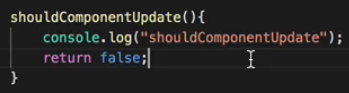 shouldComponentUpdate(){
    console.log("shouldComponentUpdate");
    return false;
}